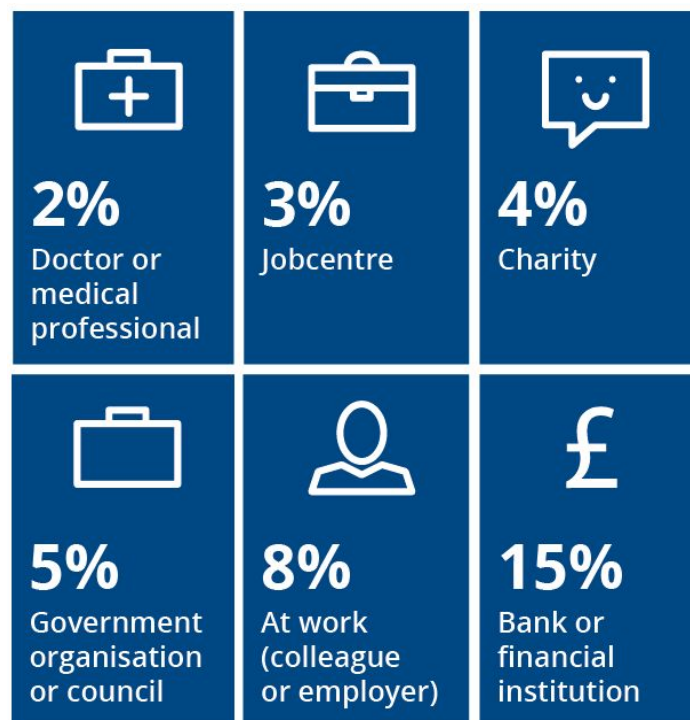 2%
Doctor or
medical
professional
3%
Jobcentre
4%
Charity
5%
Government
organisation
or council
8%
At work
(colleague
or employer)
£
15%
Bank or
financial
institution